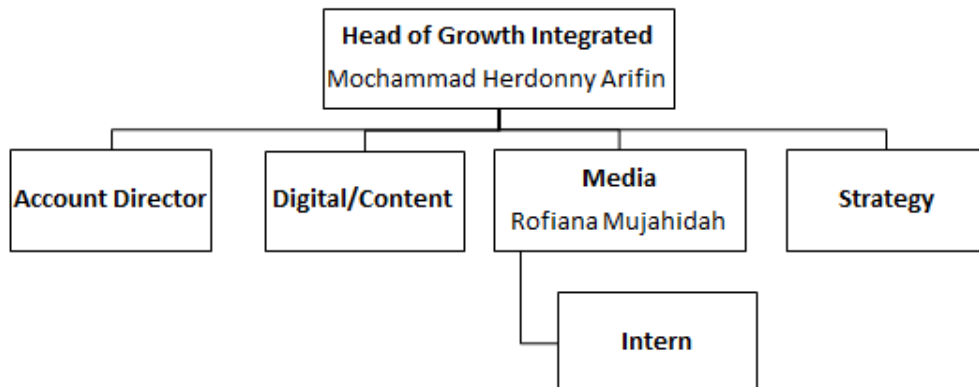 Head of Growth Integrated
Mochammad Herdonny Arifin
Account Director
Digital/Content
Media
Rofiana Mujahidah
Strategy
Intern